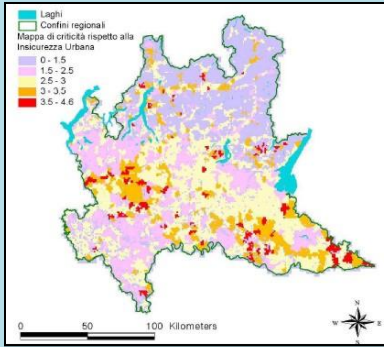 Laghi
Confini regionali
Mappa di criticità rispetto alla
Insicurezza Urbana
0 - 1.5
1.5 - 2.5
2.5 - 3
3 - 3.5
3.5 - 4.6
N
W E
S
0 50 100 Kilometers